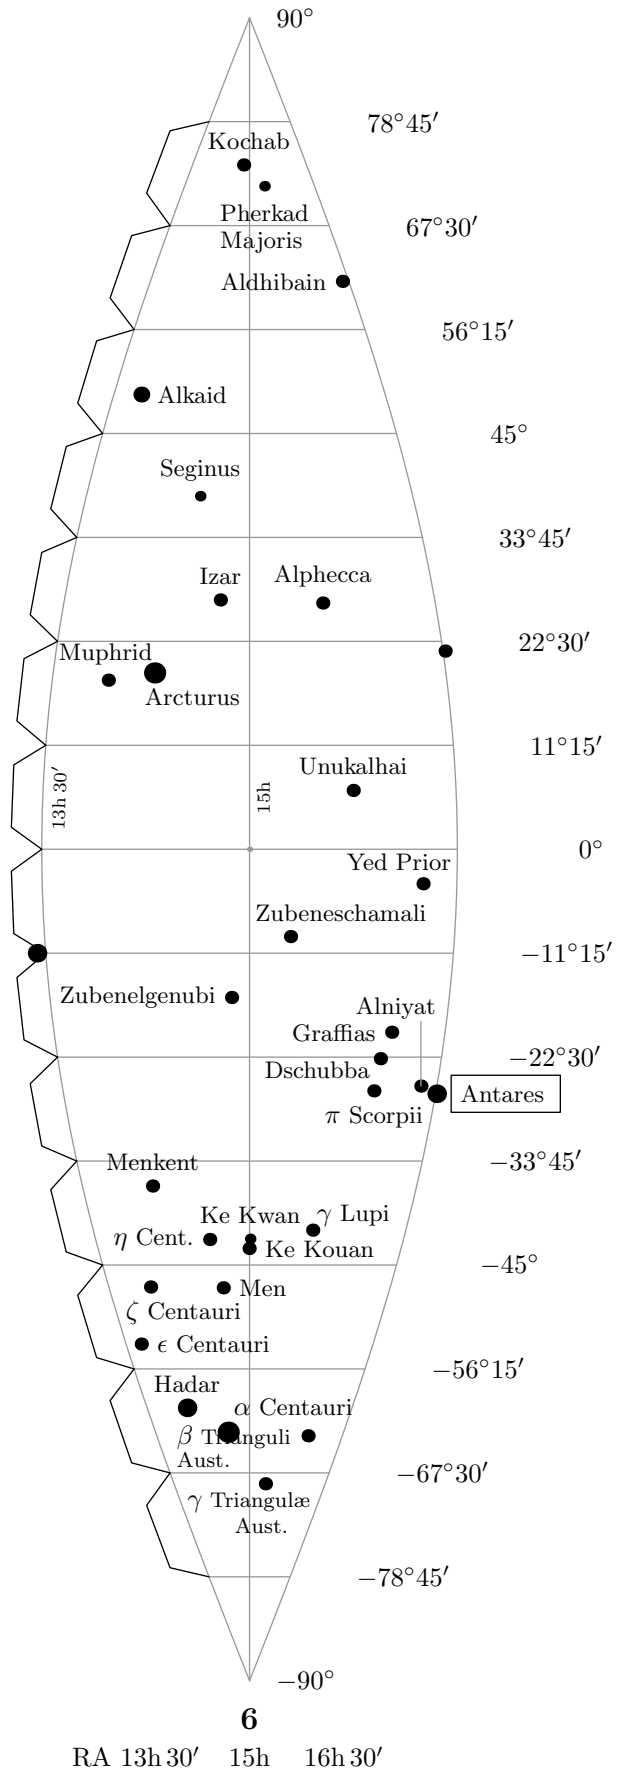 90°
78°45′
Kochab
Pherkad
Majoris
67°30′
Aldhibain
56°15′
Alkaid
45°
Seginus
33°45′
Izar
Alphecca
22°30′
Muphrid
Arcturus
11°15′
Unukalhai
13h 30′
15h
0°
Yed Prior
Zubeneschamali
−11°15′
Zubenelgenubi
Alniyat
Graffias
−22°30′
Dschubba
Antares
π Scorpii
−33°45′
Menkent
Ke Kwan
γ Lupi
η Cent.
Ke Kouan
−45°
Men
ζ Centauri
ϵ Centauri
−56°15′
Hadar
α Centauri
β Trianguli
Aust.
−67°30′
γ Triangulæ
Aust.
−78°45′
−90°
6
RA 13h 30′ 15h 16h 30′